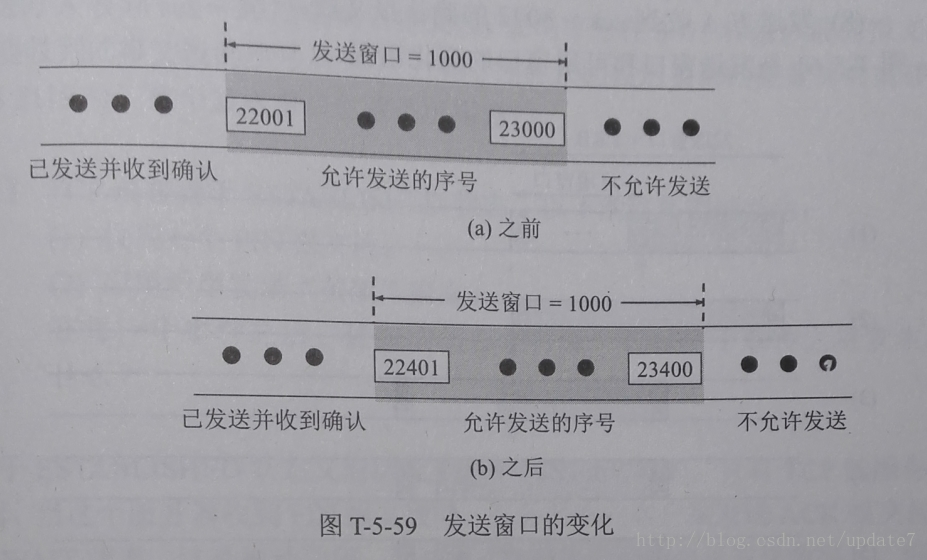 发送窗口 = 1000
22001
23000
已发送并收到确认
允许发送的序号
不允许发送
(a) 之前
发送窗口 = 1000
22401
23400
已发送并收到确认
允许发送的序号
不允许发送
(b) 之后
图 T-5-59 发送窗口的变化
http://blog.csdn.net/update7